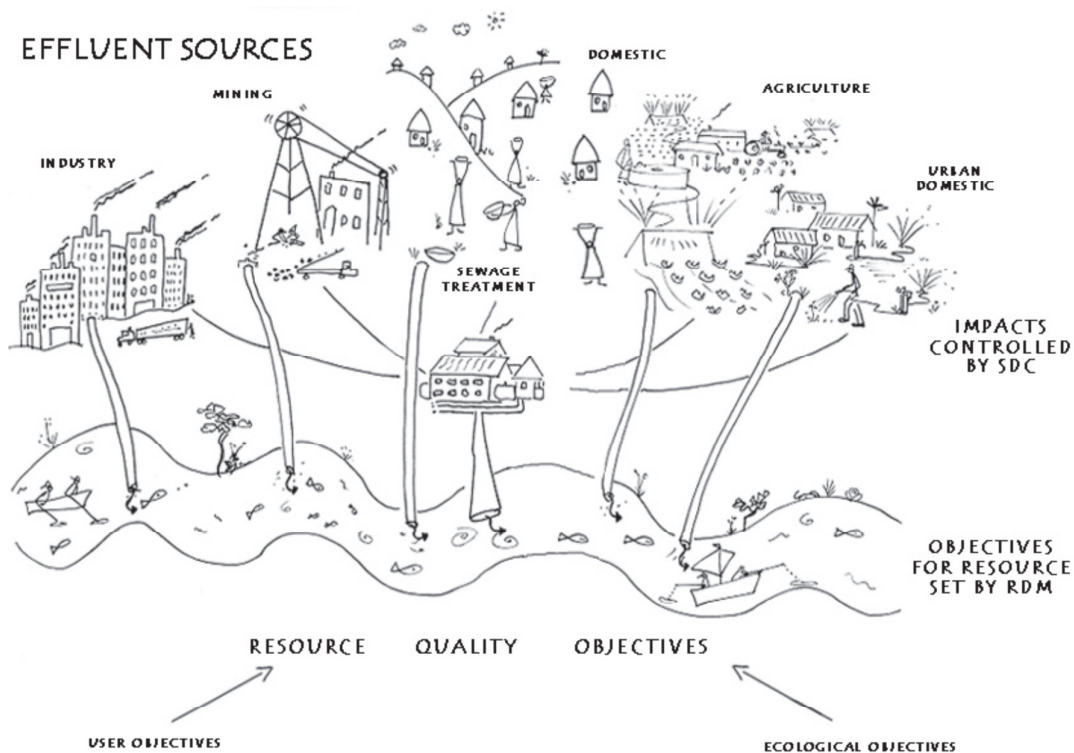 EFFLUENT SOURCES
DOMESTIC
MINING
AGRICULTURE
INDUSTRY
URBAN
DOMESTIC
SEWAGE
TREATMENT
IMPACTS
CONTROLLED
BY SDC
OBJECTIVES
FOR RESOURCE
SET BY RDM
RESOURCE QUALITY OBJECTIVES
USER OBJECTIVES
ECOLOGICAL OBJECTIVES